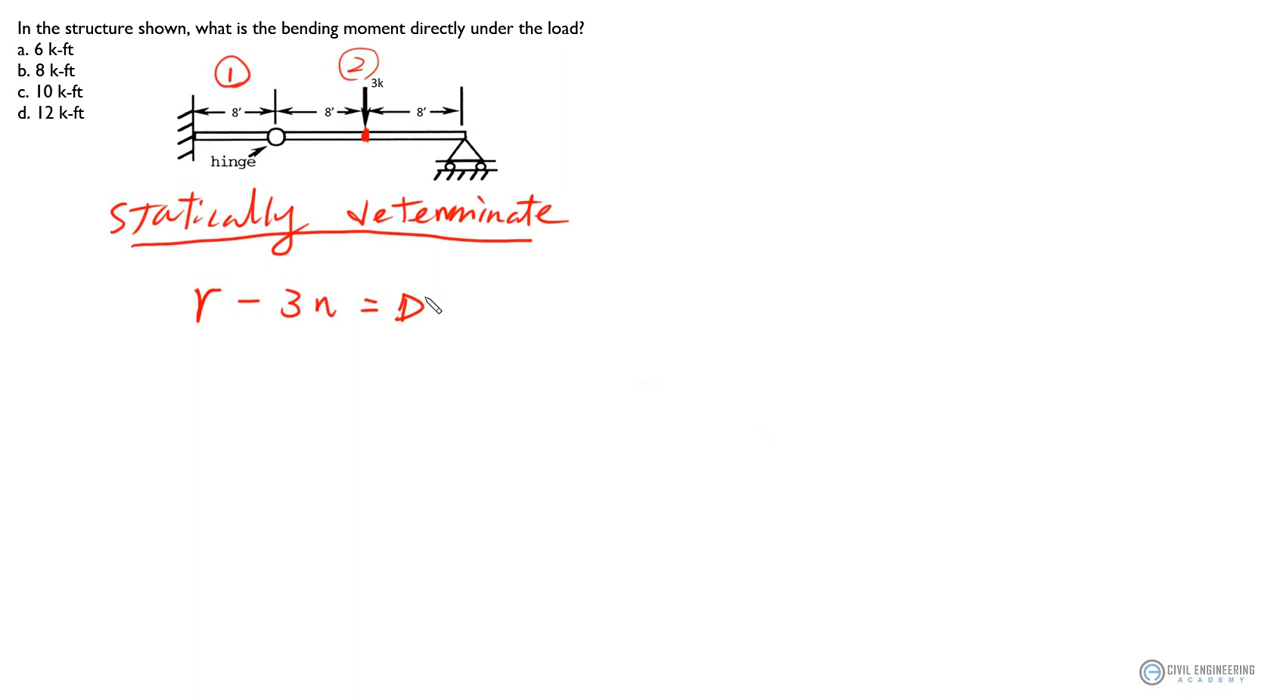 In the structure shown, what is the bending moment directly under the load?
a. 6 k-ft
b. 8 k-ft
c. 10 k-ft
d. 12 k-ft
1 2
3k
8' 8' 8'
hinge
statically determinate
r - 3n = D
CIVIL ENGINEERING
ACADEMY